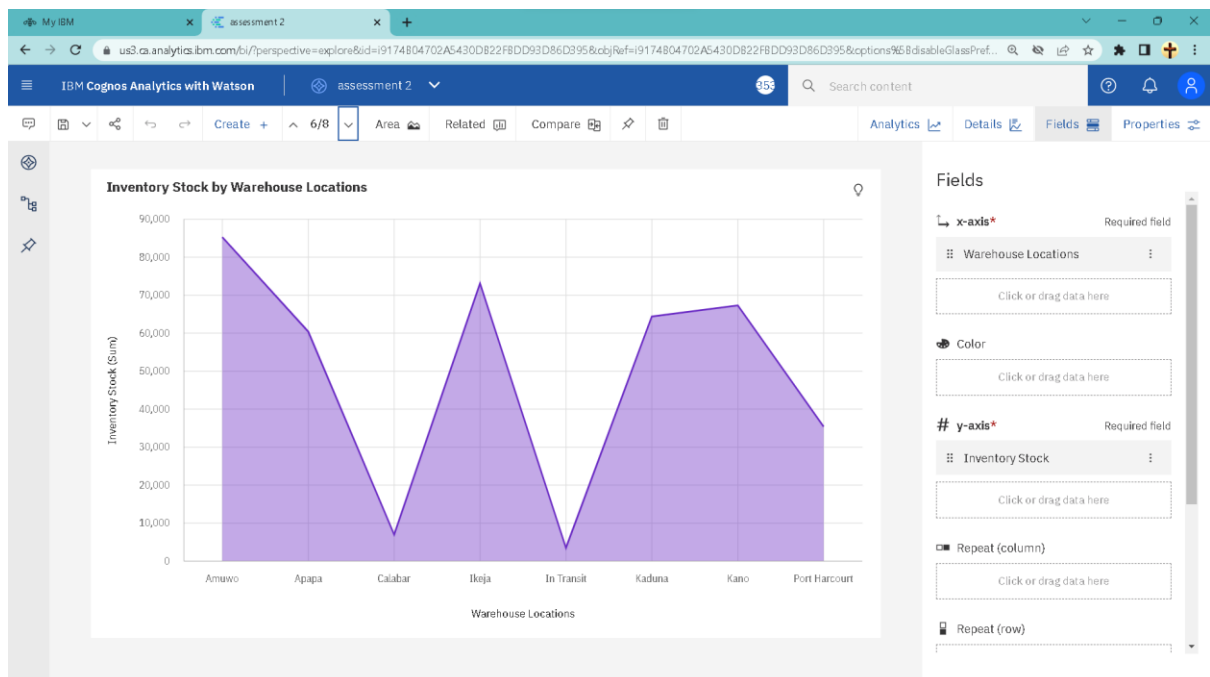 My IBM
assessment 2
us3.ca.analytics.ibm.com/bi/?perspective=explore&id=i9174B04702A5430DB22FBDD93D86D395&objRef=i9174B04702A5430DB22FBDD93D86D395&options%5BdisableGlassPref...
IBM Cognos Analytics with Watson
assessment 2
353
Search content
Create +
6/8
Area
Related
Compare
Analytics
Details
Fields
Properties
Inventory Stock by Warehouse Locations
90,000
80,000
70,000
60,000
50,000
40,000
30,000
20,000
10,000
0
Inventory Stock (Sum)
Amuwo Apapa Calabar Ikeja In Transit Kaduna Kano Port Harcourt
Warehouse Locations
Fields
x-axis* Required field
Warehouse Locations
Click or drag data here
Color
Click or drag data here
# y-axis* Required field
Inventory Stock
Click or drag data here
Repeat (column)
Click or drag data here
Repeat (row)